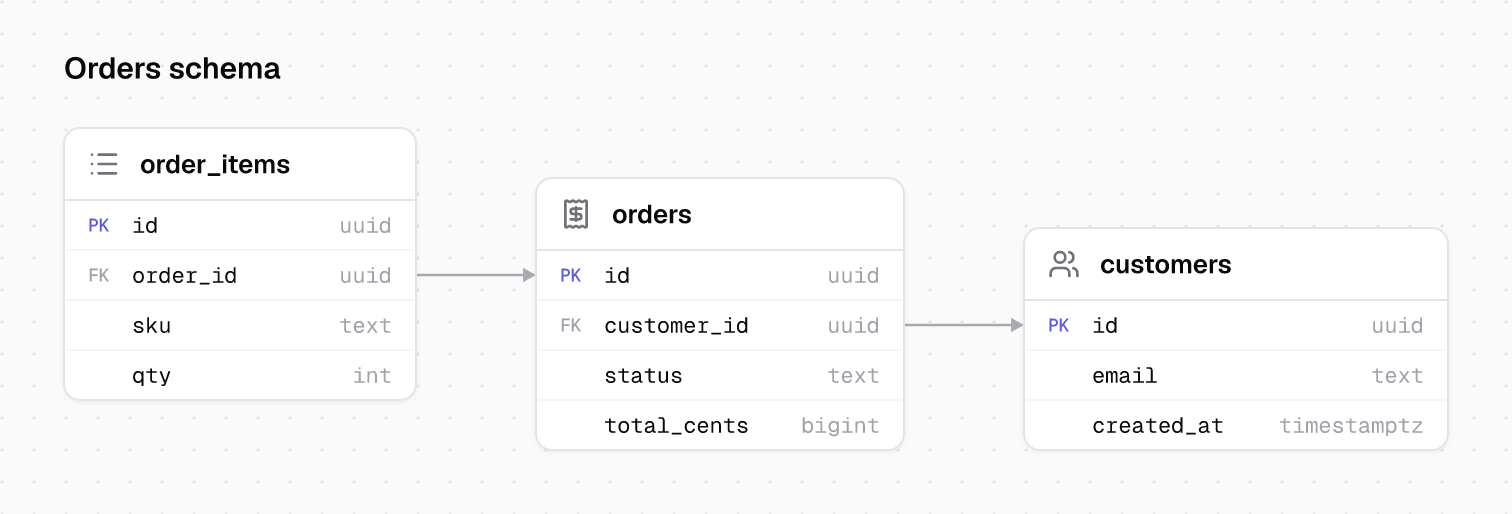 Orders schema
order_items
PK id uuid
FK order_id uuid
sku text
qty int
orders
PK id uuid
FK customer_id uuid
status text
total_cents bigint
customers
PK id uuid
email text
created_at timestamptz